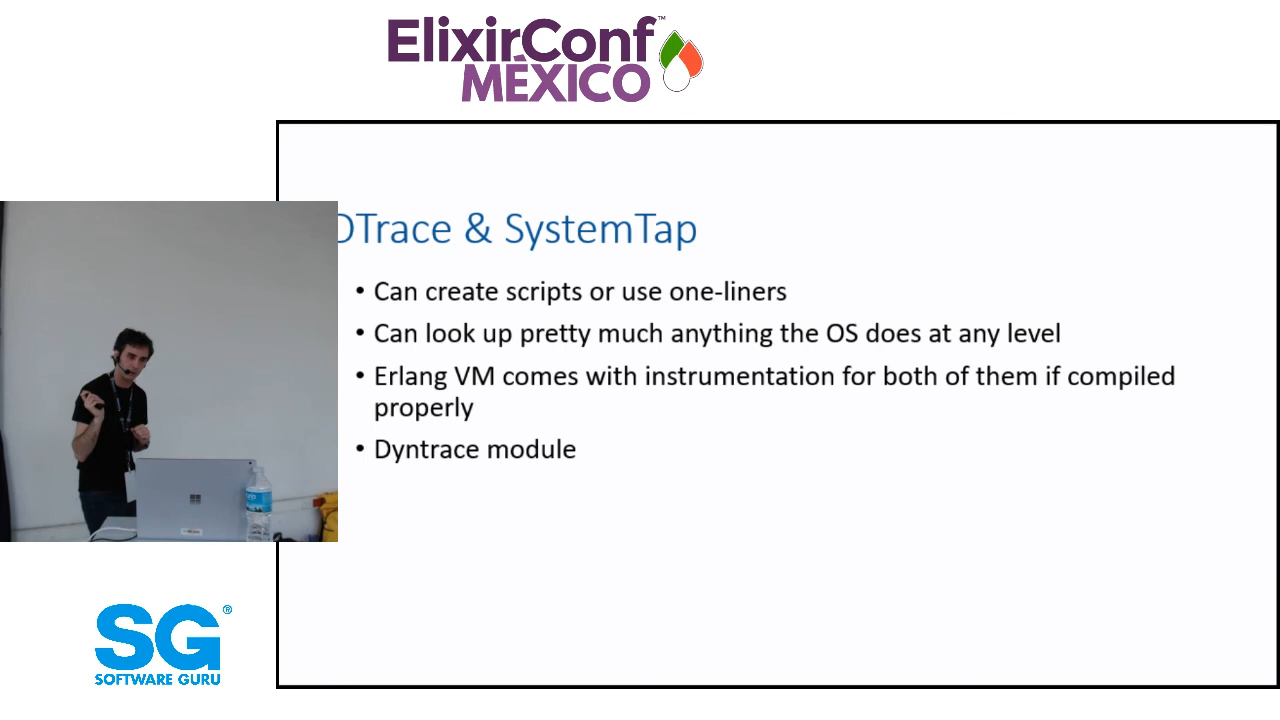 ElixirConf™
MÉXICO
DTrace & SystemTap
• Can create scripts or use one-liners
• Can look up pretty much anything the OS does at any level
• Erlang VM comes with instrumentation for both of them if compiled
properly
• Dyntrace module
SG®
SOFTWARE GURU